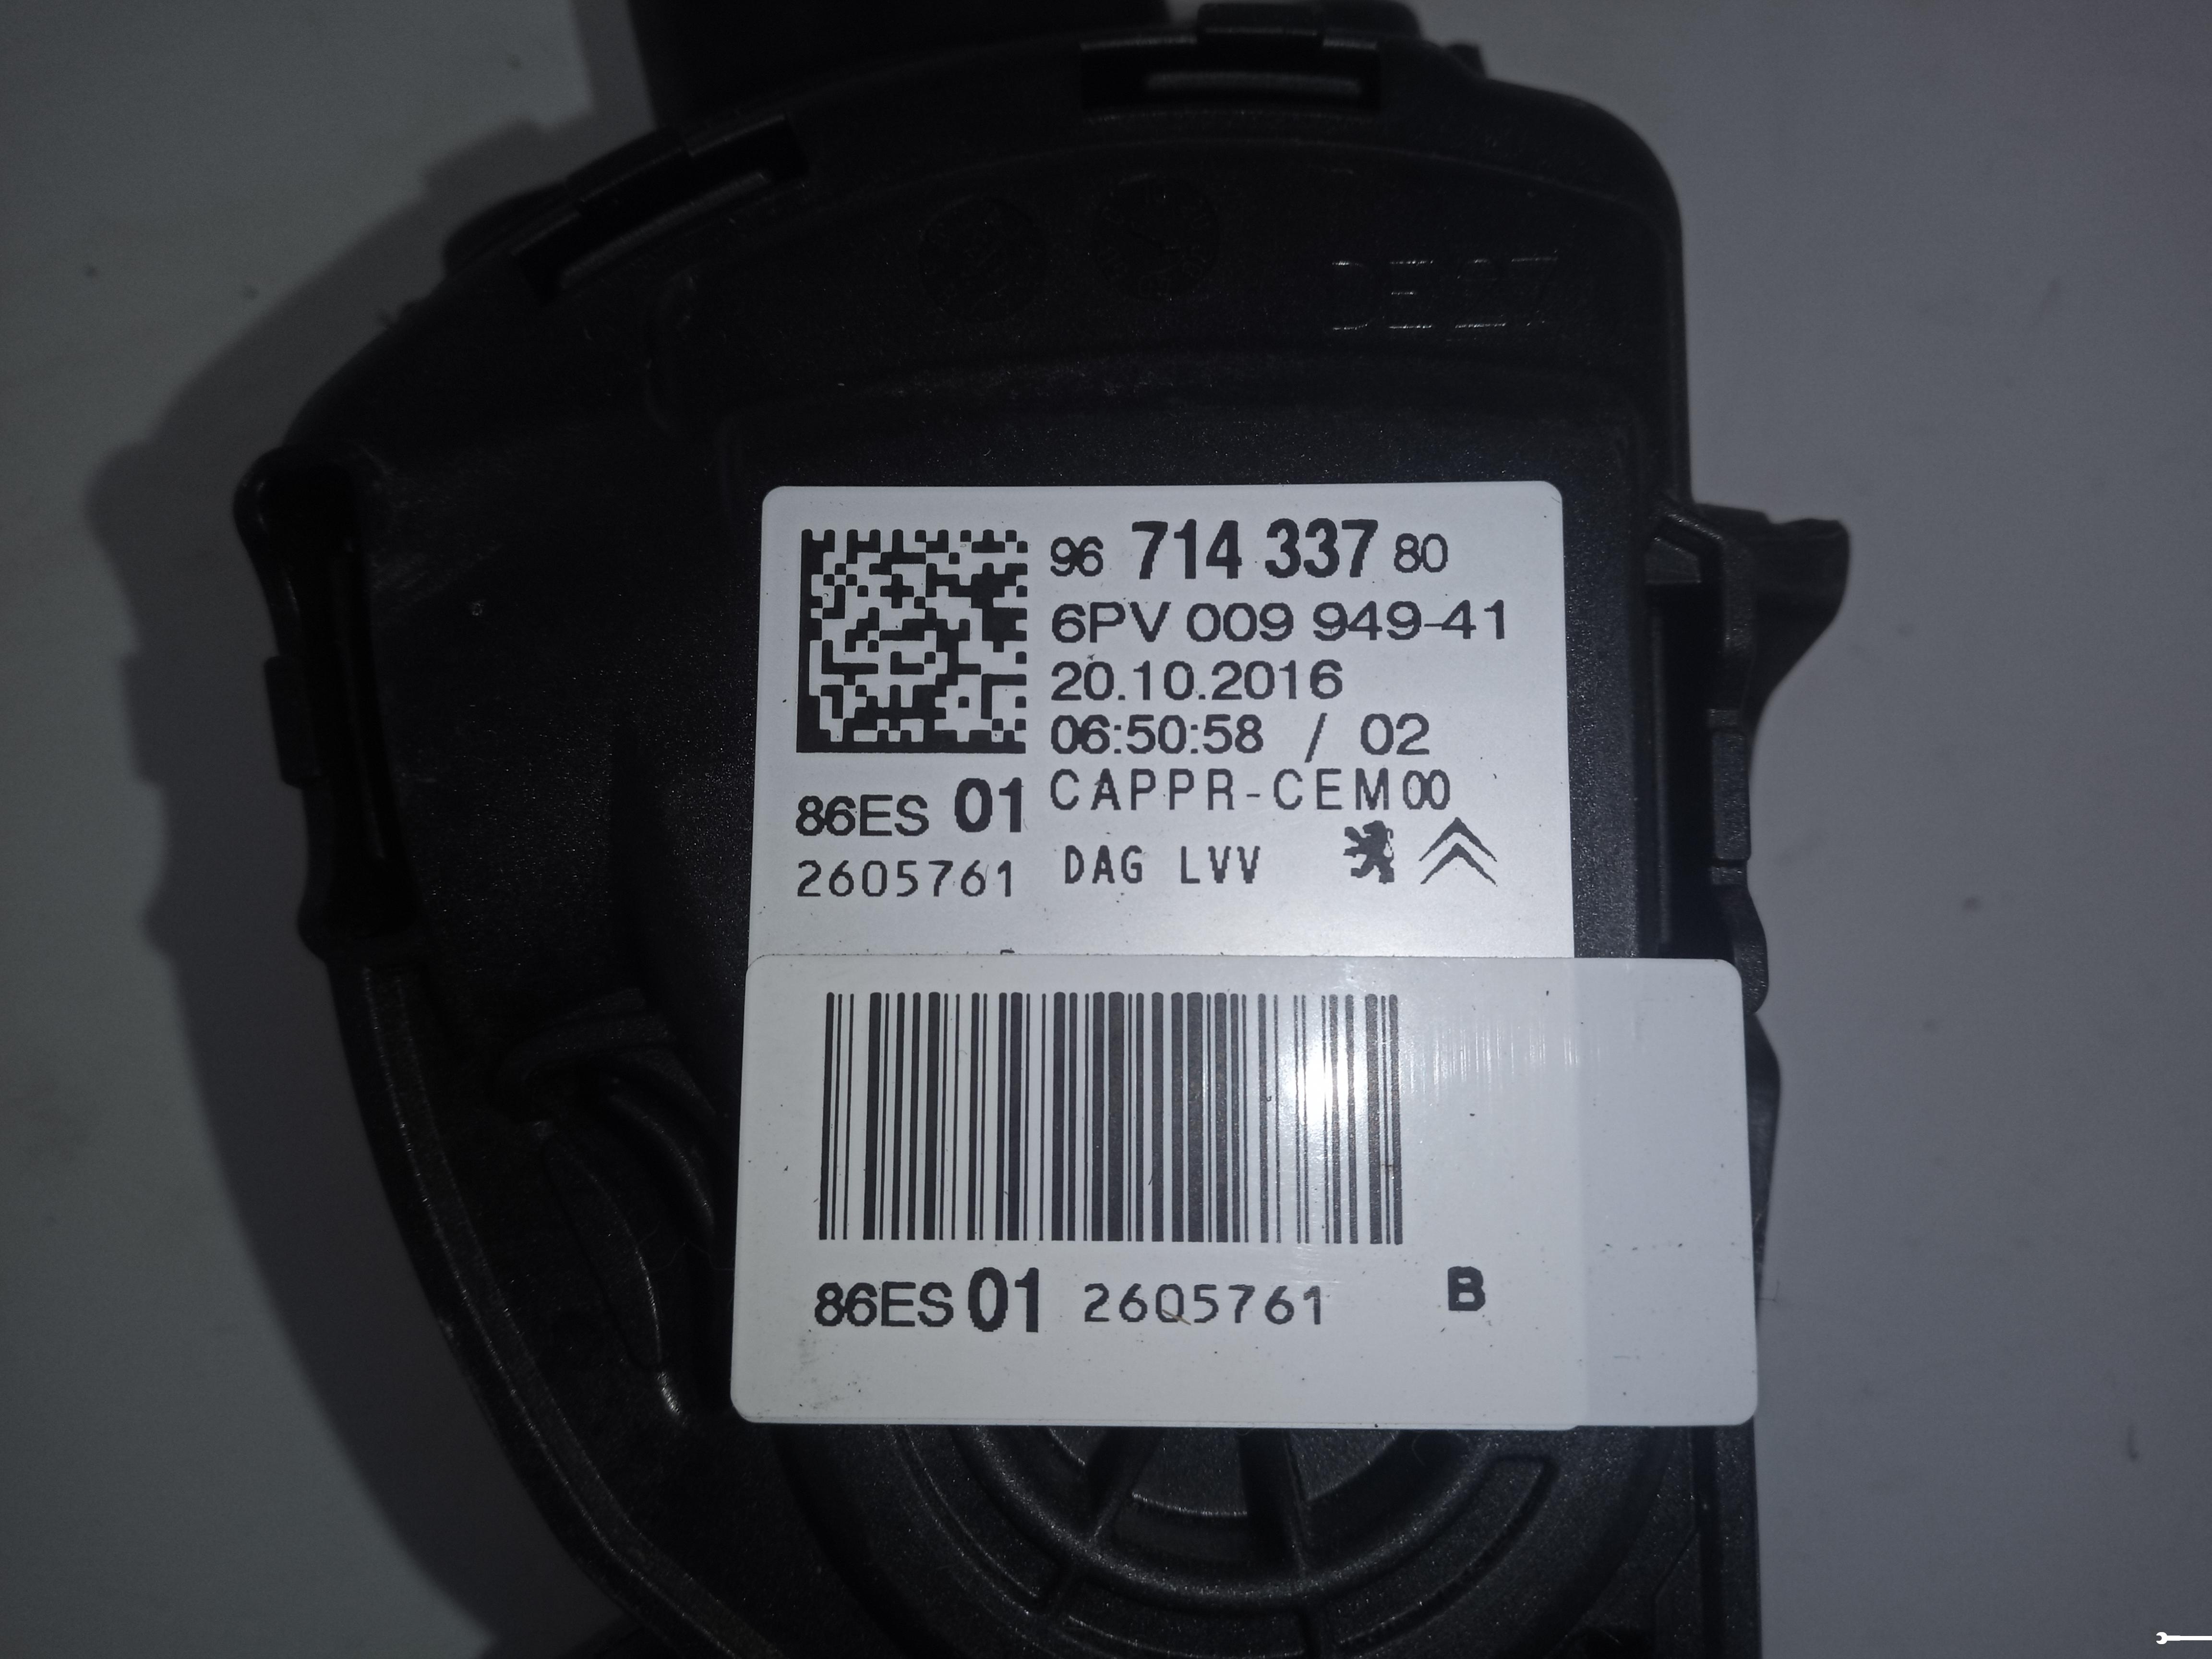 96 714 337 80
6PV 009 949-41
20.10.2016
06:50:58 / 02
CAPPR-CEM00
86ES 01
2605761 DAG LVV
86ES 01 2605761 B